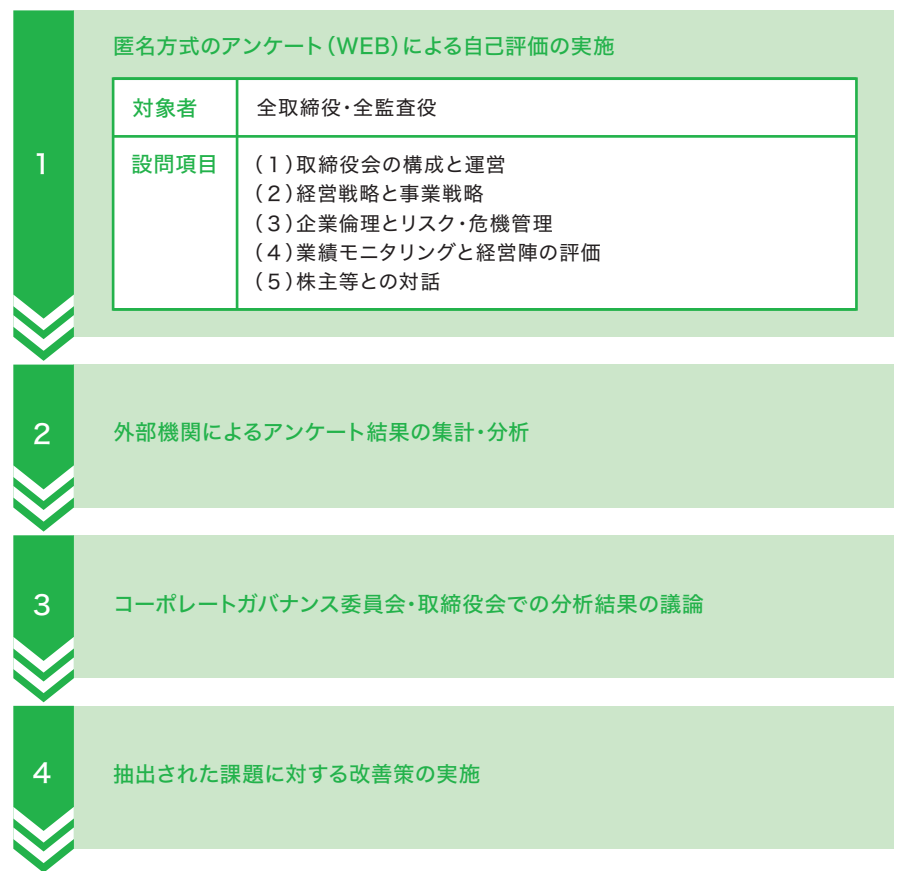 匿名方式のアンケート(WEB)による自己評価の実施
対象者 全取締役・全監査役
1
設問項目 (1)取締役会の構成と運営
(2)経営戦略と事業戦略
(3)企業倫理とリスク・危機管理
(4)業績モニタリングと経営陣の評価
(5)株主等との対話
2 外部機関によるアンケート結果の集計・分析
3 コーポレートガバナンス委員会・取締役会での分析結果の議論
4 抽出された課題に対する改善策の実施